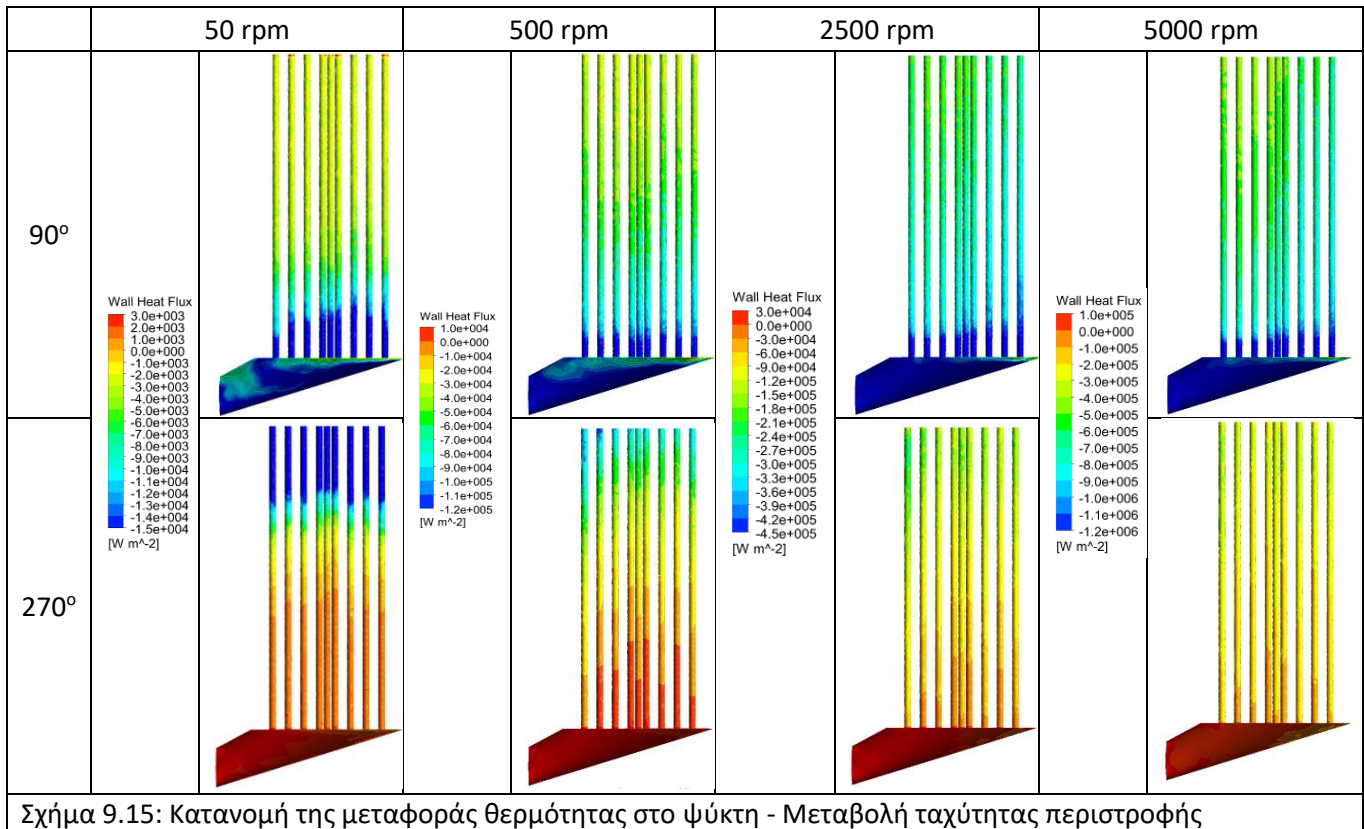 50 rpm
500 rpm
2500 rpm
5000 rpm
90º
Wall Heat Flux
3.0e+003
2.0e+003
1.0e+003
0.0e+000
-1.0e+003
-2.0e+003
-3.0e+003
-4.0e+003
-5.0e+003
-6.0e+003
-7.0e+003
-8.0e+003
-9.0e+003
-1.0e+004
-1.1e+004
-1.2e+004
-1.3e+004
-1.4e+004
-1.5e+004
[W m^-2]
Wall Heat Flux
1.0e+004
0.0e+000
-1.0e+004
-2.0e+004
-3.0e+004
-4.0e+004
-5.0e+004
-6.0e+004
-7.0e+004
-8.0e+004
-9.0e+004
-1.0e+005
-1.1e+005
-1.2e+005
[W m^-2]
Wall Heat Flux
3.0e+004
0.0e+000
-3.0e+004
-6.0e+004
-9.0e+004
-1.2e+005
-1.5e+005
-1.8e+005
-2.1e+005
-2.4e+005
-2.7e+005
-3.0e+005
-3.3e+005
-3.6e+005
-3.9e+005
-4.2e+005
-4.5e+005
[W m^-2]
Wall Heat Flux
1.0e+005
0.0e+000
-1.0e+005
-2.0e+005
-3.0e+005
-4.0e+005
-5.0e+005
-6.0e+005
-7.0e+005
-8.0e+005
-9.0e+005
-1.0e+006
-1.1e+006
-1.2e+006
[W m^-2]
270º
Σχήμα 9.15: Κατανομή της μεταφοράς θερμότητας στο ψύκτη - Μεταβολή ταχύτητας περιστροφής